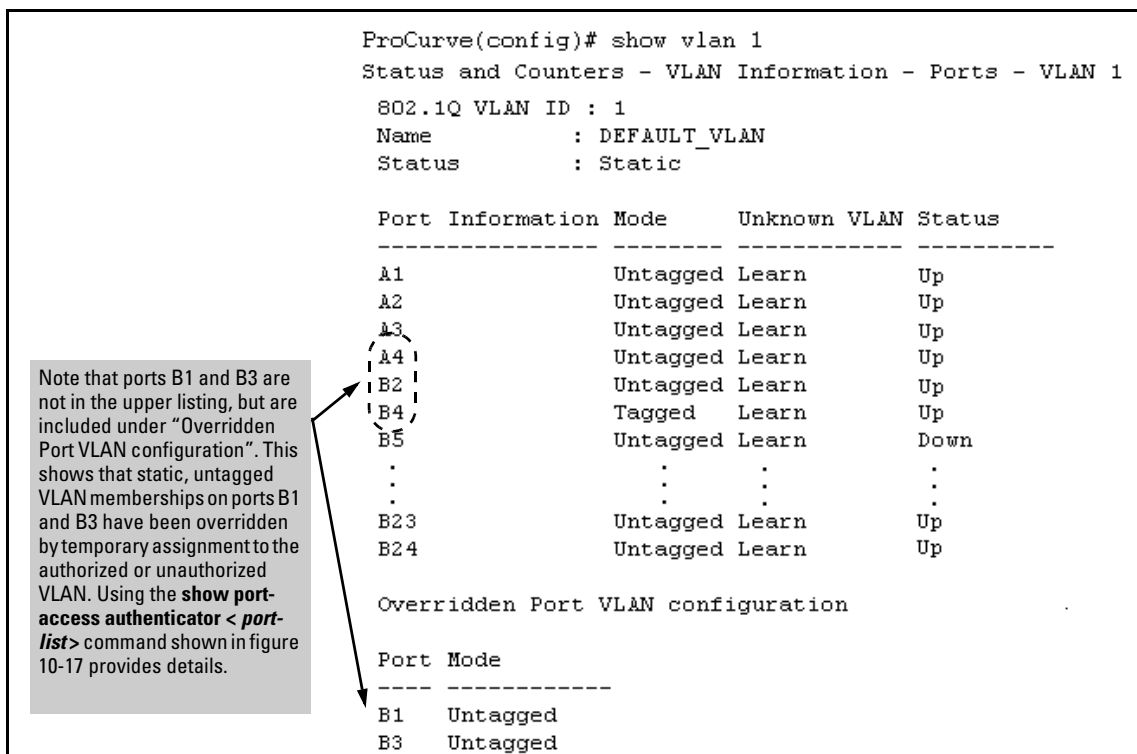 ProCurve(config)# show vlan 1
Status and Counters - VLAN Information - Ports - VLAN 1
802.1Q VLAN ID : 1
Name : DEFAULT_VLAN
Status : Static
Port Information Mode Unknown VLAN Status
---------------- -------- ------------ ----------
A1 Untagged Learn Up
A2 Untagged Learn Up
A3 Untagged Learn Up
A4 Untagged Learn Up
B2 Untagged Learn Up
B4 Tagged Learn Up
B5 Untagged Learn Down
. . . .
. . . .
. . . .
B23 Untagged Learn Up
B24 Untagged Learn Up
Overridden Port VLAN configuration .
Port Mode
---- ------------
B1 Untagged
B3 Untagged
Note that ports B1 and B3 are
not in the upper listing, but are
included under “Overridden
Port VLAN configuration”. This
shows that static, untagged
VLAN memberships on ports B1
and B3 have been overridden
by temporary assignment to the
authorized or unauthorized
VLAN. Using the show port-
access authenticator < port-
list> command shown in figure
10-17 provides details.